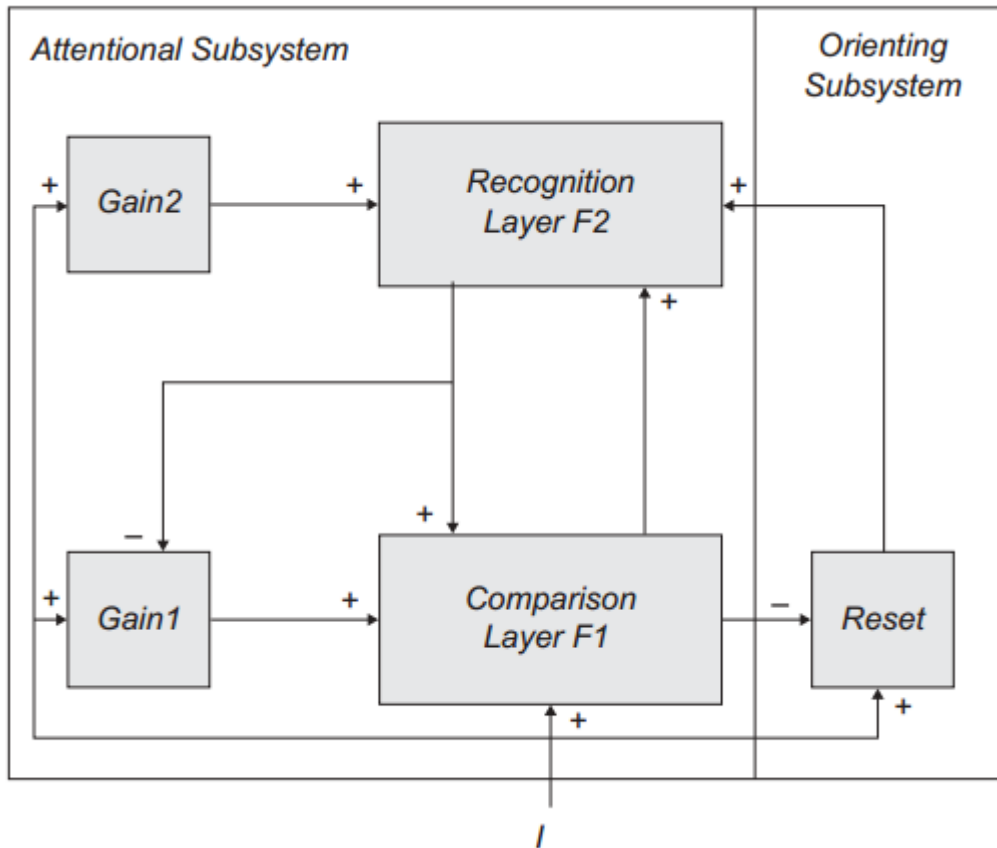 Attentional Subsystem
Orienting
Subsystem
+
Gain2
+
Recognition
Layer F2
+
+
–
+
+
Gain1
+
Comparison
Layer F1
–
Reset
+
+
I